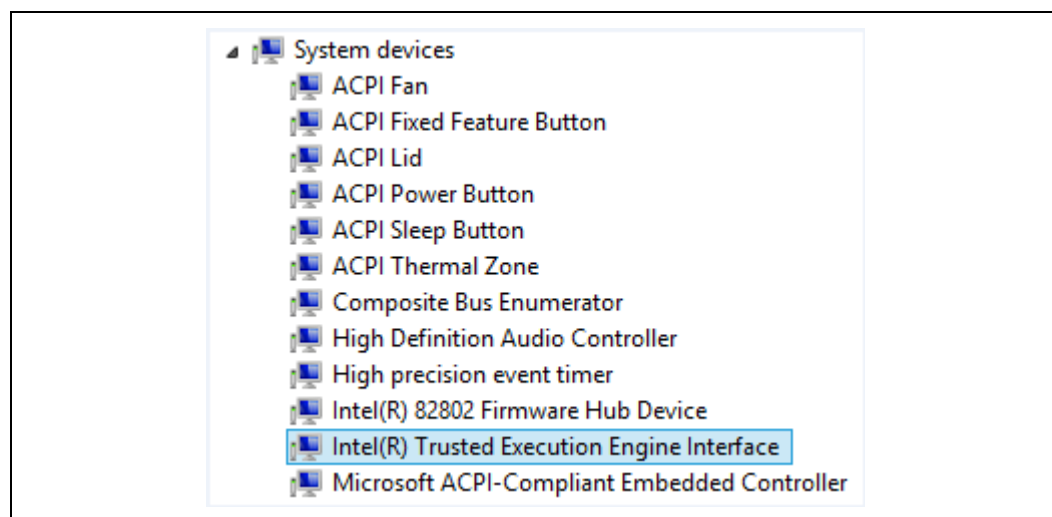 System devices
ACPI Fan
ACPI Fixed Feature Button
ACPI Lid
ACPI Power Button
ACPI Sleep Button
ACPI Thermal Zone
Composite Bus Enumerator
High Definition Audio Controller
High precision event timer
Intel(R) 82802 Firmware Hub Device
Intel(R) Trusted Execution Engine Interface
Microsoft ACPI-Compliant Embedded Controller